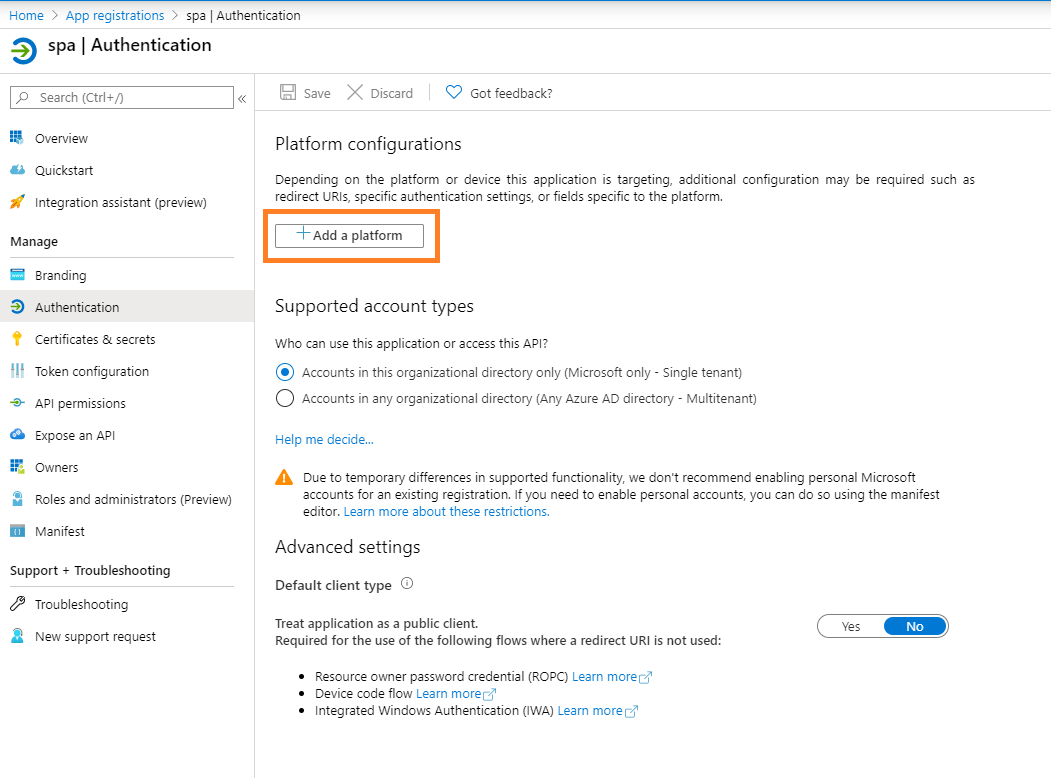 Home > App registrations > spa | Authentication
spa | Authentication
Search (Ctrl+/)
«
Overview
Quickstart
Integration assistant (preview)
Manage
Branding
Authentication
Certificates & secrets
Token configuration
API permissions
Expose an API
Owners
Roles and administrators (Preview)
Manifest
Support + Troubleshooting
Troubleshooting
New support request
Save Discard Got feedback?
Platform configurations
Depending on the platform or device this application is targeting, additional configuration may be required such as
redirect URIs, specific authentication settings, or fields specific to the platform.
+ Add a platform
Supported account types
Who can use this application or access this API?
Accounts in this organizational directory only (Microsoft only - Single tenant)
Accounts in any organizational directory (Any Azure AD directory - Multitenant)
Help me decide...
Due to temporary differences in supported functionality, we don't recommend enabling personal Microsoft
accounts for an existing registration. If you need to enable personal accounts, you can do so using the manifest
editor. Learn more about these restrictions.
Advanced settings
Default client type
Treat application as a public client.
Required for the use of the following flows where a redirect URI is not used:
Yes No
• Resource owner password credential (ROPC) Learn more
• Device code flow Learn more
• Integrated Windows Authentication (IWA) Learn more